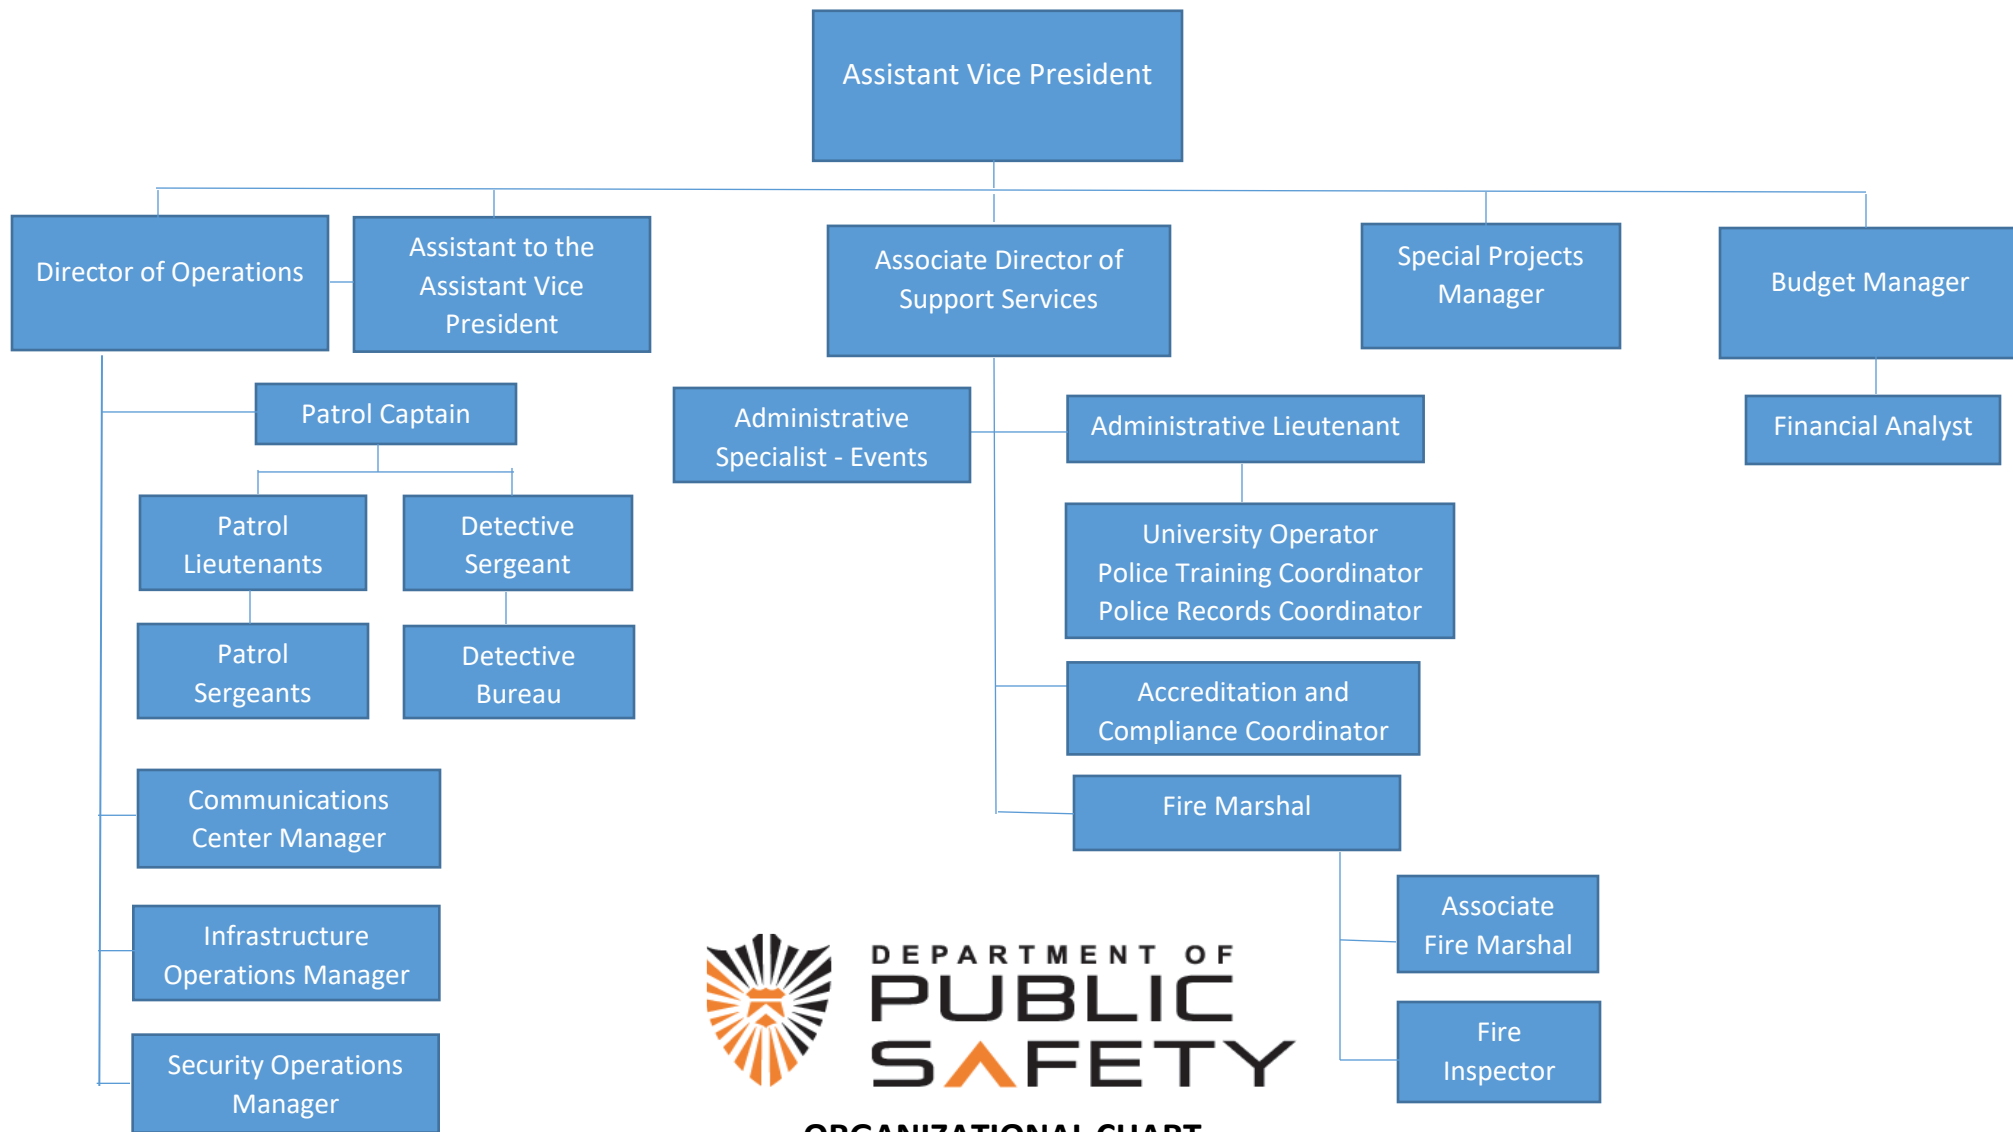 Assistant Vice President
Director of Operations
Assistant to the
Assistant Vice
President
Associate Director of
Support Services
Special Projects
Manager
Budget Manager
Patrol Captain
Administrative
Specialist - Events
Administrative Lieutenant
Financial Analyst
Patrol
Lieutenants
Detective
Sergeant
University Operator
Police Training Coordinator
Police Records Coordinator
Patrol
Sergeants
Detective
Bureau
Accreditation and
Compliance Coordinator
Communications
Center Manager
Fire Marshal
Infrastructure
Operations Manager
Associate
Fire Marshal
Security Operations
Manager
Fire
Inspector
DEPARTMENT OF
PUBLIC
SAFETY
ORGANIZATIONAL CHART